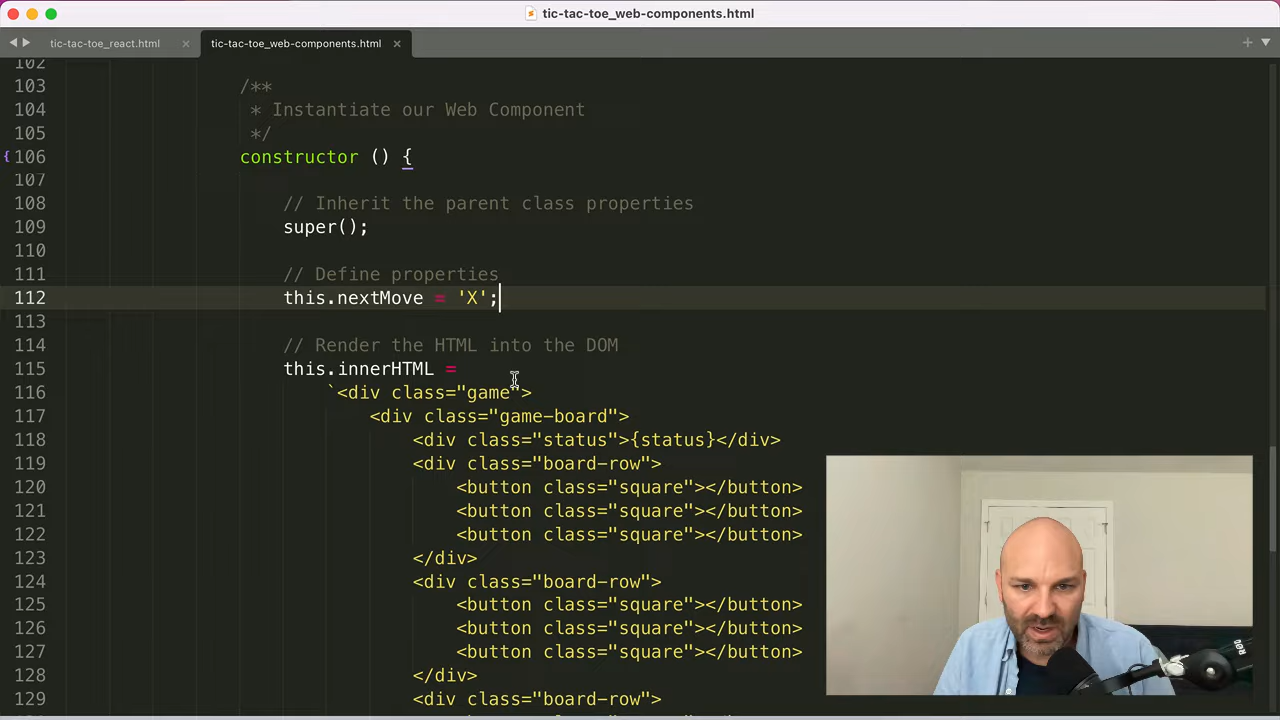 tic-tac-toe_web-components.html
tic-tac-toe_react.html
tic-tac-toe_web-components.html
102
103 /**
104 * Instantiate our Web Component
105 */
{ 106 constructor () {
107
108 // Inherit the parent class properties
109 super();
110
111 // Define properties
112 this.nextMove = 'X';
113
114 // Render the HTML into the DOM
115 this.innerHTML =
116 `<div class="game">
117 <div class="game-board">
118 <div class="status">{status}</div>
119 <div class="board-row">
120 <button class="square"></button>
121 <button class="square"></button>
122 <button class="square"></button>
123 </div>
124 <div class="board-row">
125 <button class="square"></button>
126 <button class="square"></button>
127 <button class="square"></button>
128 </div>
129 <div class="board-row">
RØDE